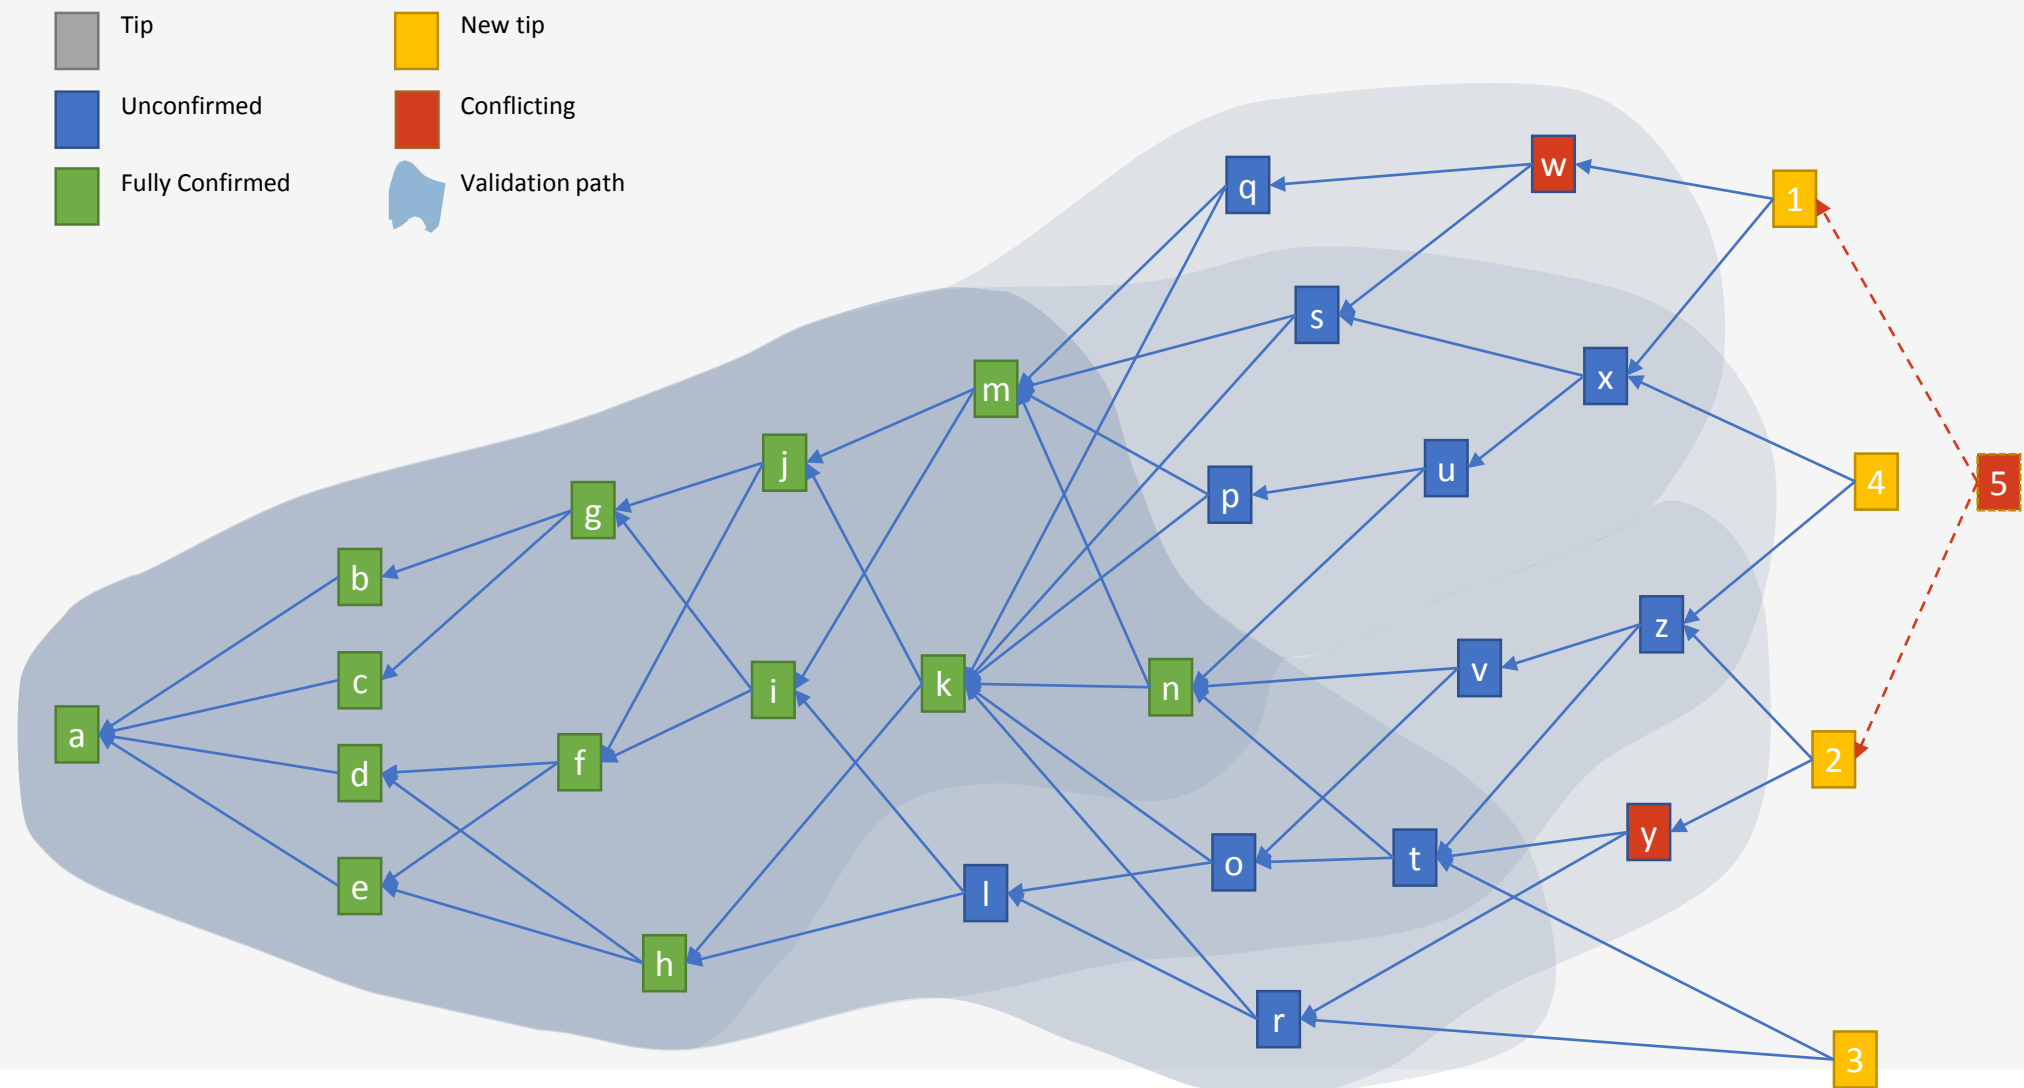 Tip
New tip
Unconfirmed
Conflicting
Fully Confirmed
Validation path
q
w
1
s
x
m
j
u
4
5
p
g
b
z
v
c
i
k
n
a
f
d
2
y
o
t
e
l
h
r
3